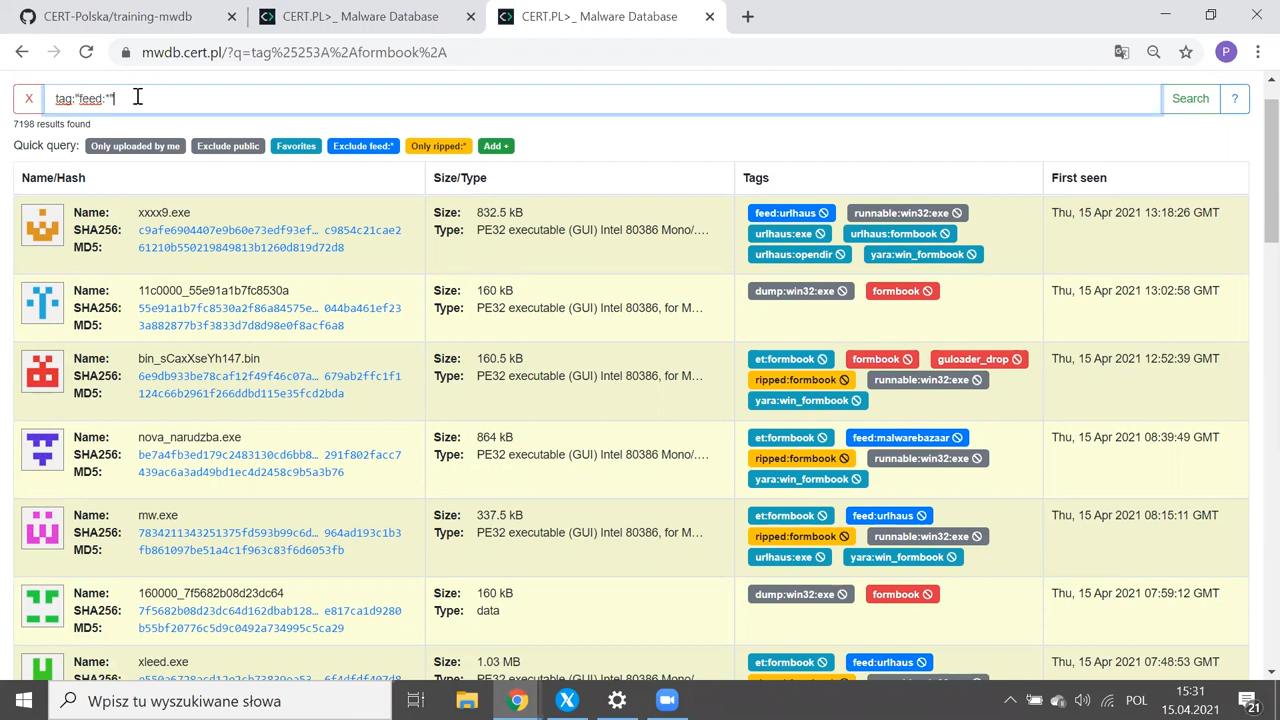 CERT-Polska/training-mwdb
CERT.PL>_ Malware Database
CERT.PL>_ Malware Database
mwdb.cert.pl/?q=tag%25253A%2Aformbook%2A
P
X
tag:"feed:*"
Search
?
7198 results found
Quick query: Only uploaded by me Exclude public Favorites Exclude feed:* Only ripped:* Add +
Name/Hash Size/Type Tags First seen
Name: xxxx9.exe Size: 832.5 kB feed:urlhaus runnable:win32:exe Thu, 15 Apr 2021 13:18:26 GMT
SHA256: c9afe6904407e9b60e73edf93ef… c9854c21cae2 Type: PE32 executable (GUI) Intel 80386 Mono/.… urlhaus:exe urlhaus:formbook
MD5: 6121d0b550219849813b1260d819d72d8 urlhaus:opendir yara:win_formbook
Name: 11c0000_55e91a1b7fc8530a Size: 160 kB dump:win32:exe formbook Thu, 15 Apr 2021 13:02:58 GMT
SHA256: 55e91a1b7fc8530a2f86a84575e… 044ba461ef23 Type: PE32 executable (GUI) Intel 80386, for M…
MD5: 3a882877b3f3833d7d8d98e0f8acf6a8
Name: bin_sCaxXseYh147.bin Size: 160.5 kB et:formbook formbook guloader_drop Thu, 15 Apr 2021 12:52:39 GMT
SHA256: 6e9db933be78caf12f49f4c07a… 679ab2ffc1f1 Type: PE32 executable (GUI) Intel 80386, for M… ripped:formbook runnable:win32:exe
MD5: 124c66b2961f266ddbd115e35fcd2bda yara:win_formbook
Name: nova_narudzba.exe Size: 864 kB et:formbook feed:malwarebazaar Thu, 15 Apr 2021 08:39:49 GMT
SHA256: be7a4fb3ed179c2483130cd6bb8… 291f802facc7 Type: PE32 executable (GUI) Intel 80386 Mono/.… ripped:formbook runnable:win32:exe
MD5: 439ac6a3ad49bd1ec4d2458c9b5a3b76 yara:win_formbook
Name: mw.exe Size: 337.5 kB et:formbook feed:urlhaus Thu, 15 Apr 2021 08:15:11 GMT
SHA256: 7834211343251375fd593b99c6d… 964ad193c1b3 Type: PE32 executable (GUI) Intel 80386, for M… ripped:formbook runnable:win32:exe
MD5: fb861097be51a4c1f963c83f6d6053fb urlhaus:exe yara:win_formbook
Name: 160000_7f5682b08d23dc64 Size: 160 kB dump:win32:exe formbook Thu, 15 Apr 2021 07:59:12 GMT
SHA256: 7f5682b08d23dc64d162dbab128… e817ca1d9280 Type: data
MD5: b55bf20776c5d9c0492a734995c5ca29
Name: xleed.exe Size: 1.03 MB et:formbook feed:urlhaus Thu, 15 Apr 2021 07:48:53 GMT
SHA256: Type: PE32 executable (GUI) Intel 80386 Mono/.…
Wpisz tu wyszukiwane słowa
POL 15:31
15.04.2021
21